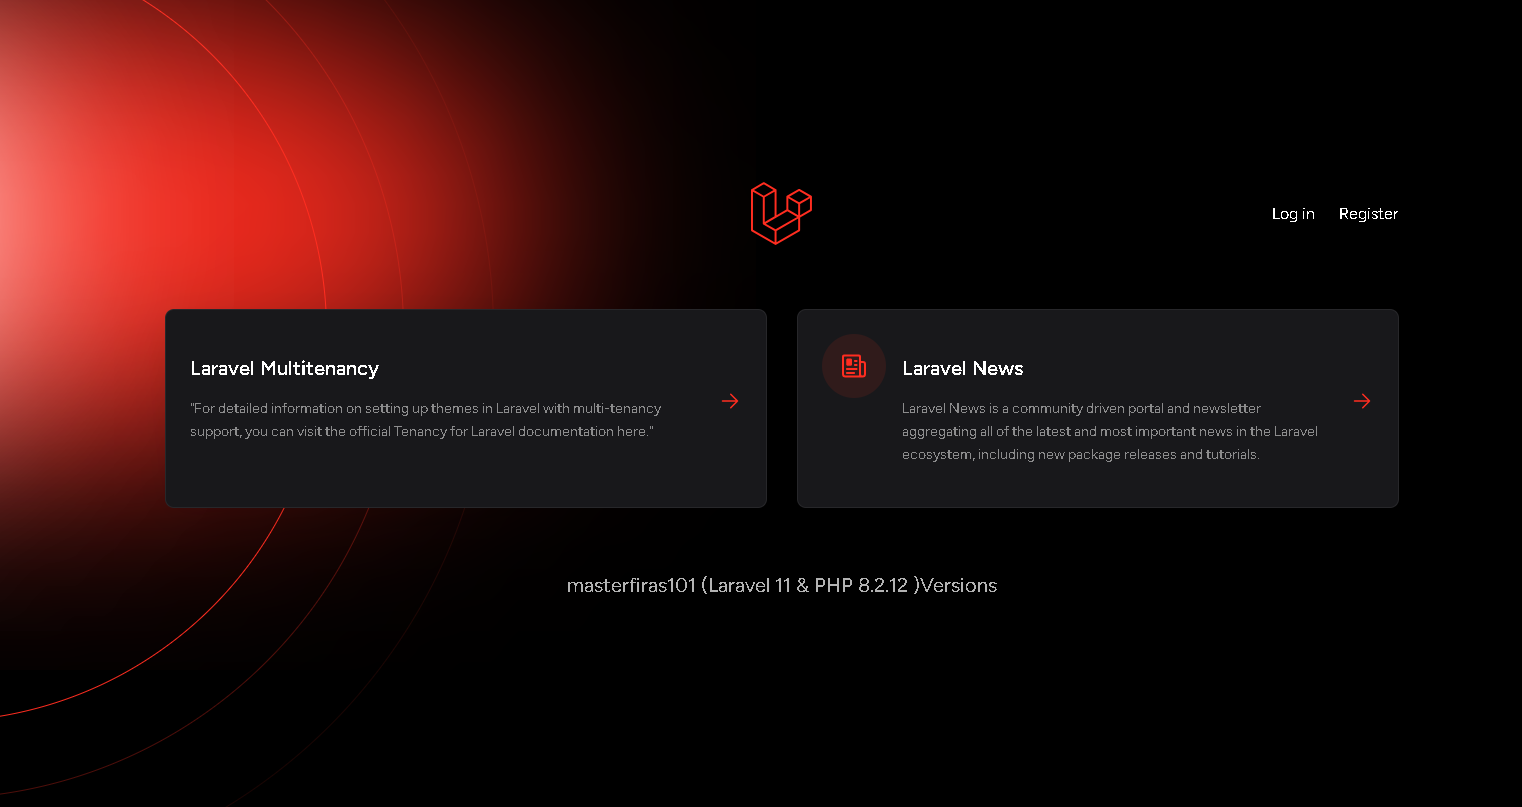 Log in Register
Laravel Multitenancy
"For detailed information on setting up themes in Laravel with multi-tenancy
support, you can visit the official Tenancy for Laravel documentation here."
Laravel News
Laravel News is a community driven portal and newsletter
aggregating all of the latest and most important news in the Laravel
ecosystem, including new package releases and tutorials.
masterfiras101 (Laravel 11 & PHP 8.2.12 )Versions